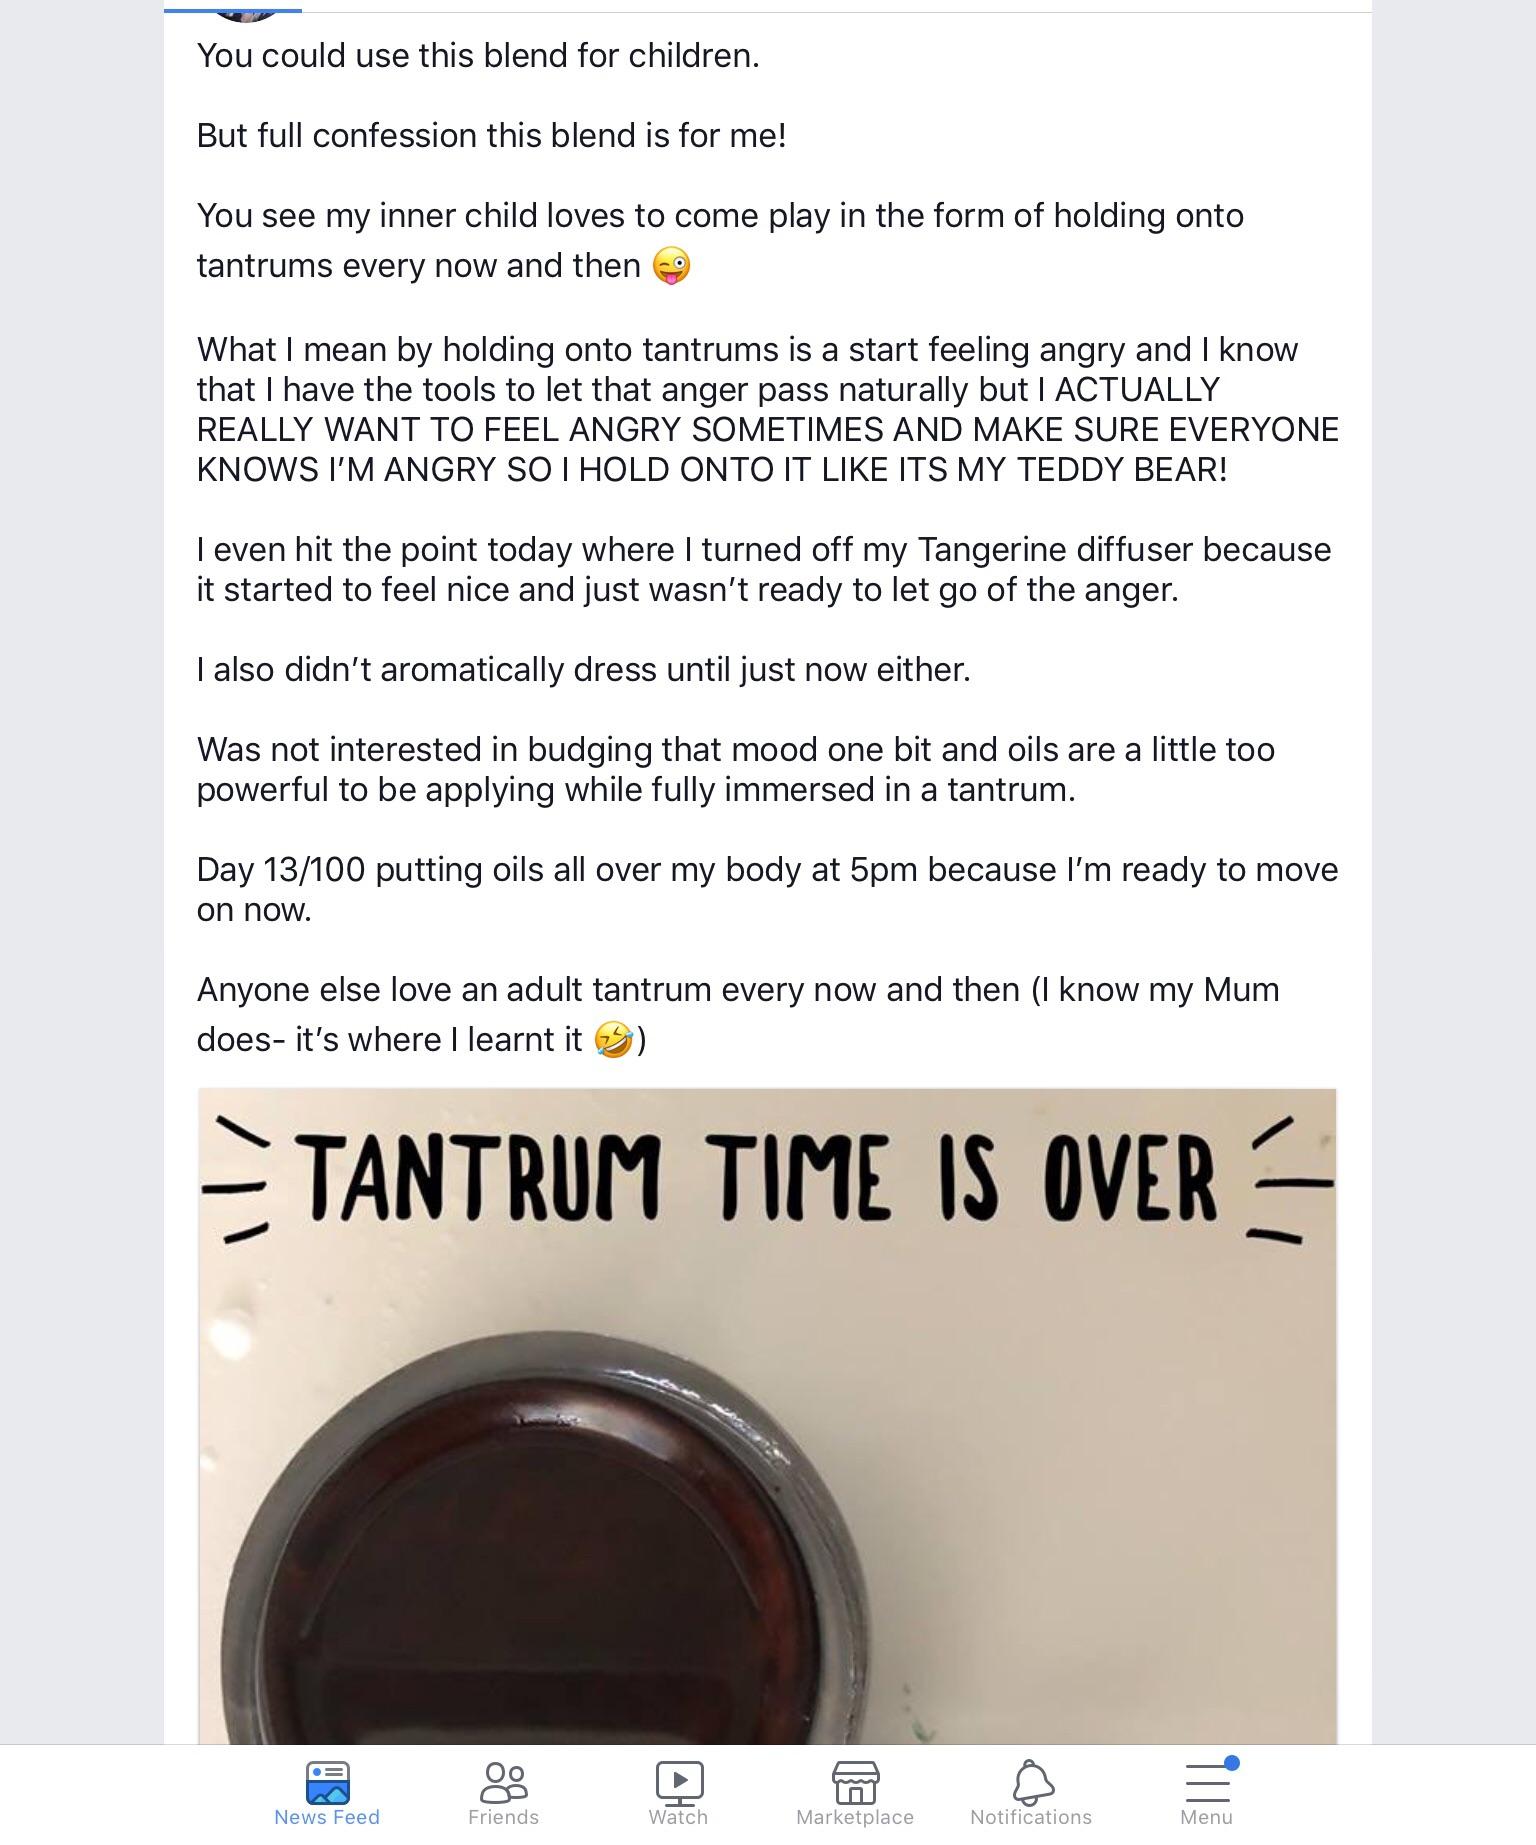 You could use this blend for children.
But full confession this blend is for me!
You see my inner child loves to come play in the form of holding onto
tantrums every now and then 😜
What I mean by holding onto tantrums is a start feeling angry and I know
that I have the tools to let that anger pass naturally but I ACTUALLY
REALLY WANT TO FEEL ANGRY SOMETIMES AND MAKE SURE EVERYONE
KNOWS I’M ANGRY SO I HOLD ONTO IT LIKE ITS MY TEDDY BEAR!
I even hit the point today where I turned off my Tangerine diffuser because
it started to feel nice and just wasn’t ready to let go of the anger.
I also didn’t aromatically dress until just now either.
Was not interested in budging that mood one bit and oils are a little too
powerful to be applying while fully immersed in a tantrum.
Day 13/100 putting oils all over my body at 5pm because I’m ready to move
on now.
Anyone else love an adult tantrum every now and then (I know my Mum
does- it’s where I learnt it 🤣)
TANTRUM TIME IS OVER
News Feed Friends Watch Marketplace Notifications Menu